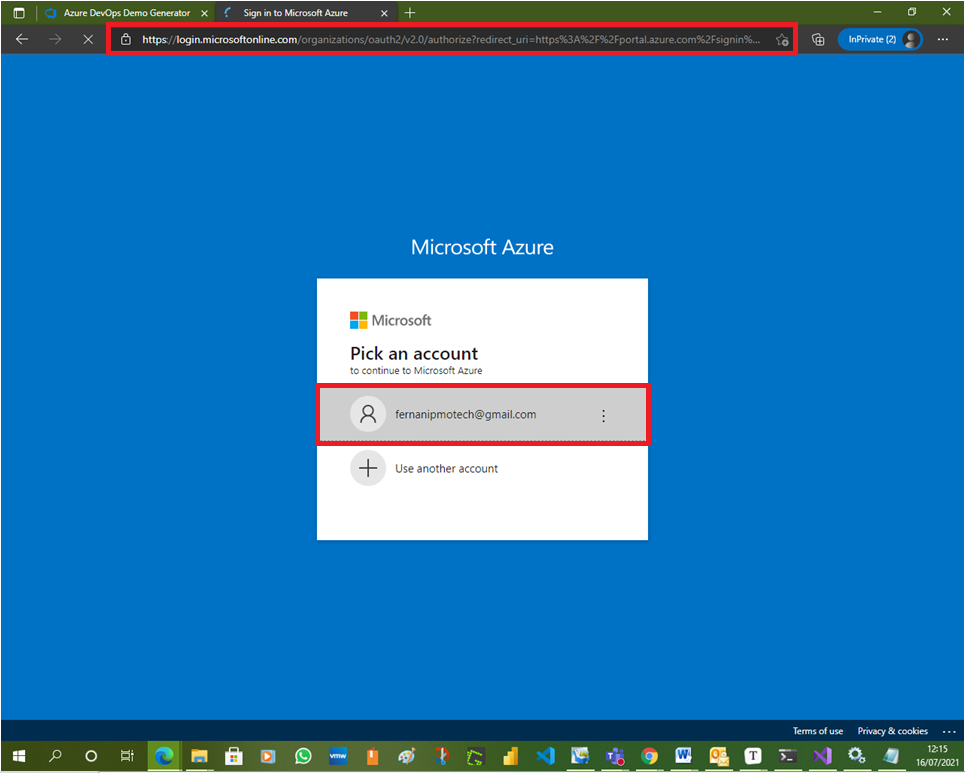 Azure DevOps Demo Generator
Sign in to Microsoft Azure
https://login.microsoftonline.com/organizations/oauth2/v2.0/authorize?redirect_uri=https%3A%2F%2Fportal.azure.com%2Fsignin%...
InPrivate (2)
Microsoft Azure
Microsoft
Pick an account
to continue to Microsoft Azure
fernanipmotech@gmail.com
Use another account
Terms of use Privacy & cookies
vmw
12:15
16/07/2021